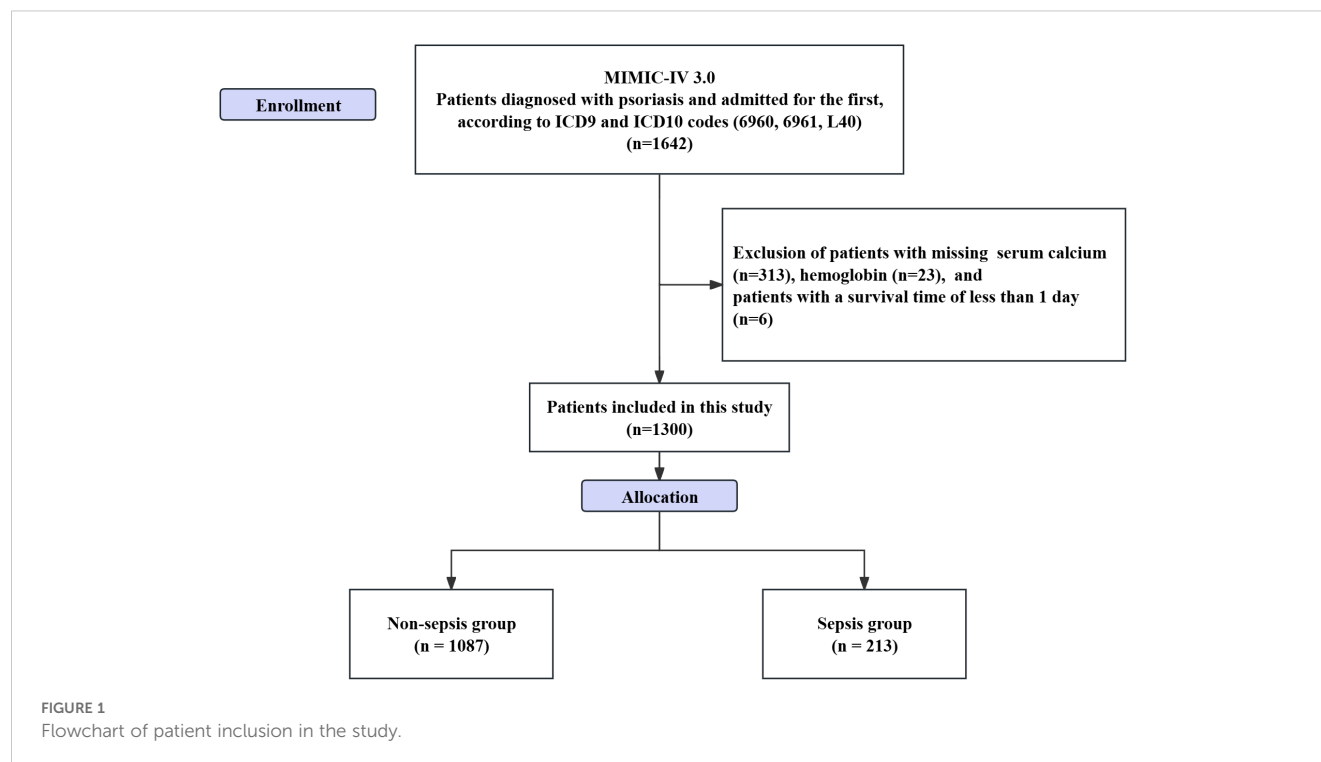 Enrollment
MIMIC-IV 3.0
Patients diagnosed with psoriasis and admitted for the first,
according to ICD9 and ICD10 codes (6960, 6961, L40)
(n=1642)
Exclusion of patients with missing serum calcium
(n=313), hemoglobin (n=23), and
patients with a survival time of less than 1 day
(n=6)
Patients included in this study
(n=1300)
Allocation
Non-sepsis group
(n = 1087)
Sepsis group
(n = 213)
FIGURE 1
Flowchart of patient inclusion in the study.